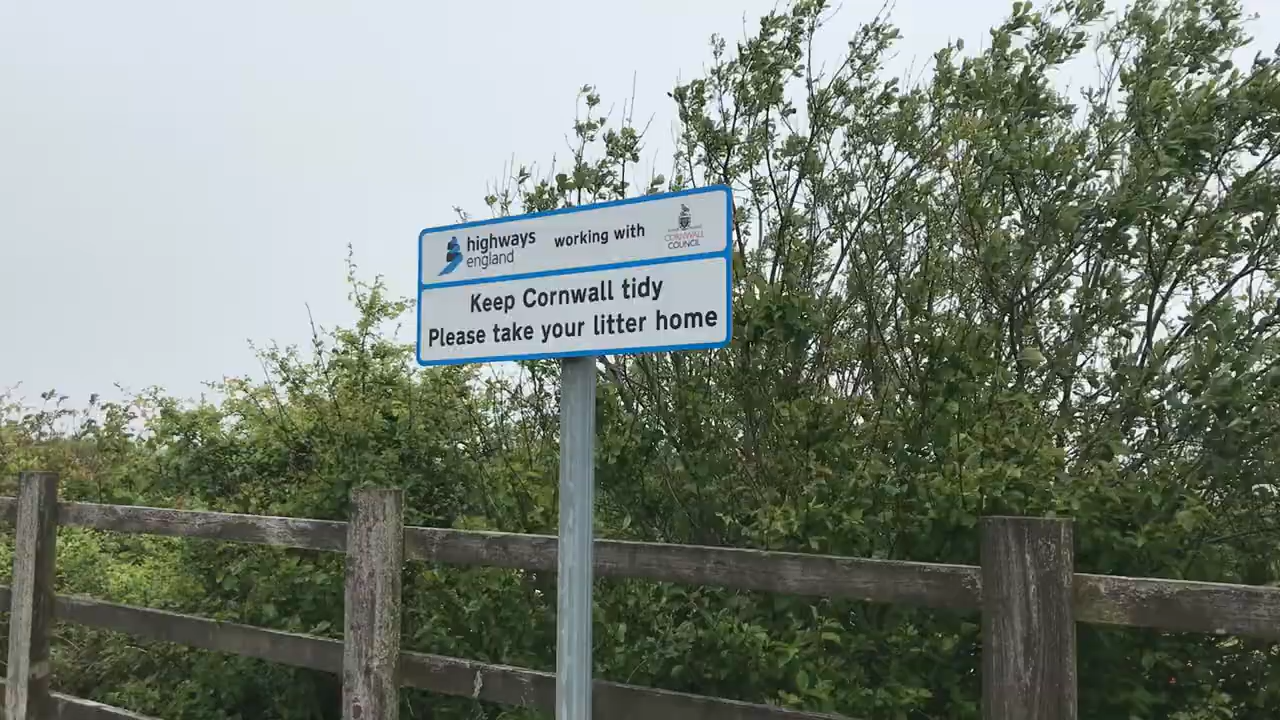 highways
england
working with
CORNWALL
COUNCIL
Keep Cornwall tidy
Please take your litter home